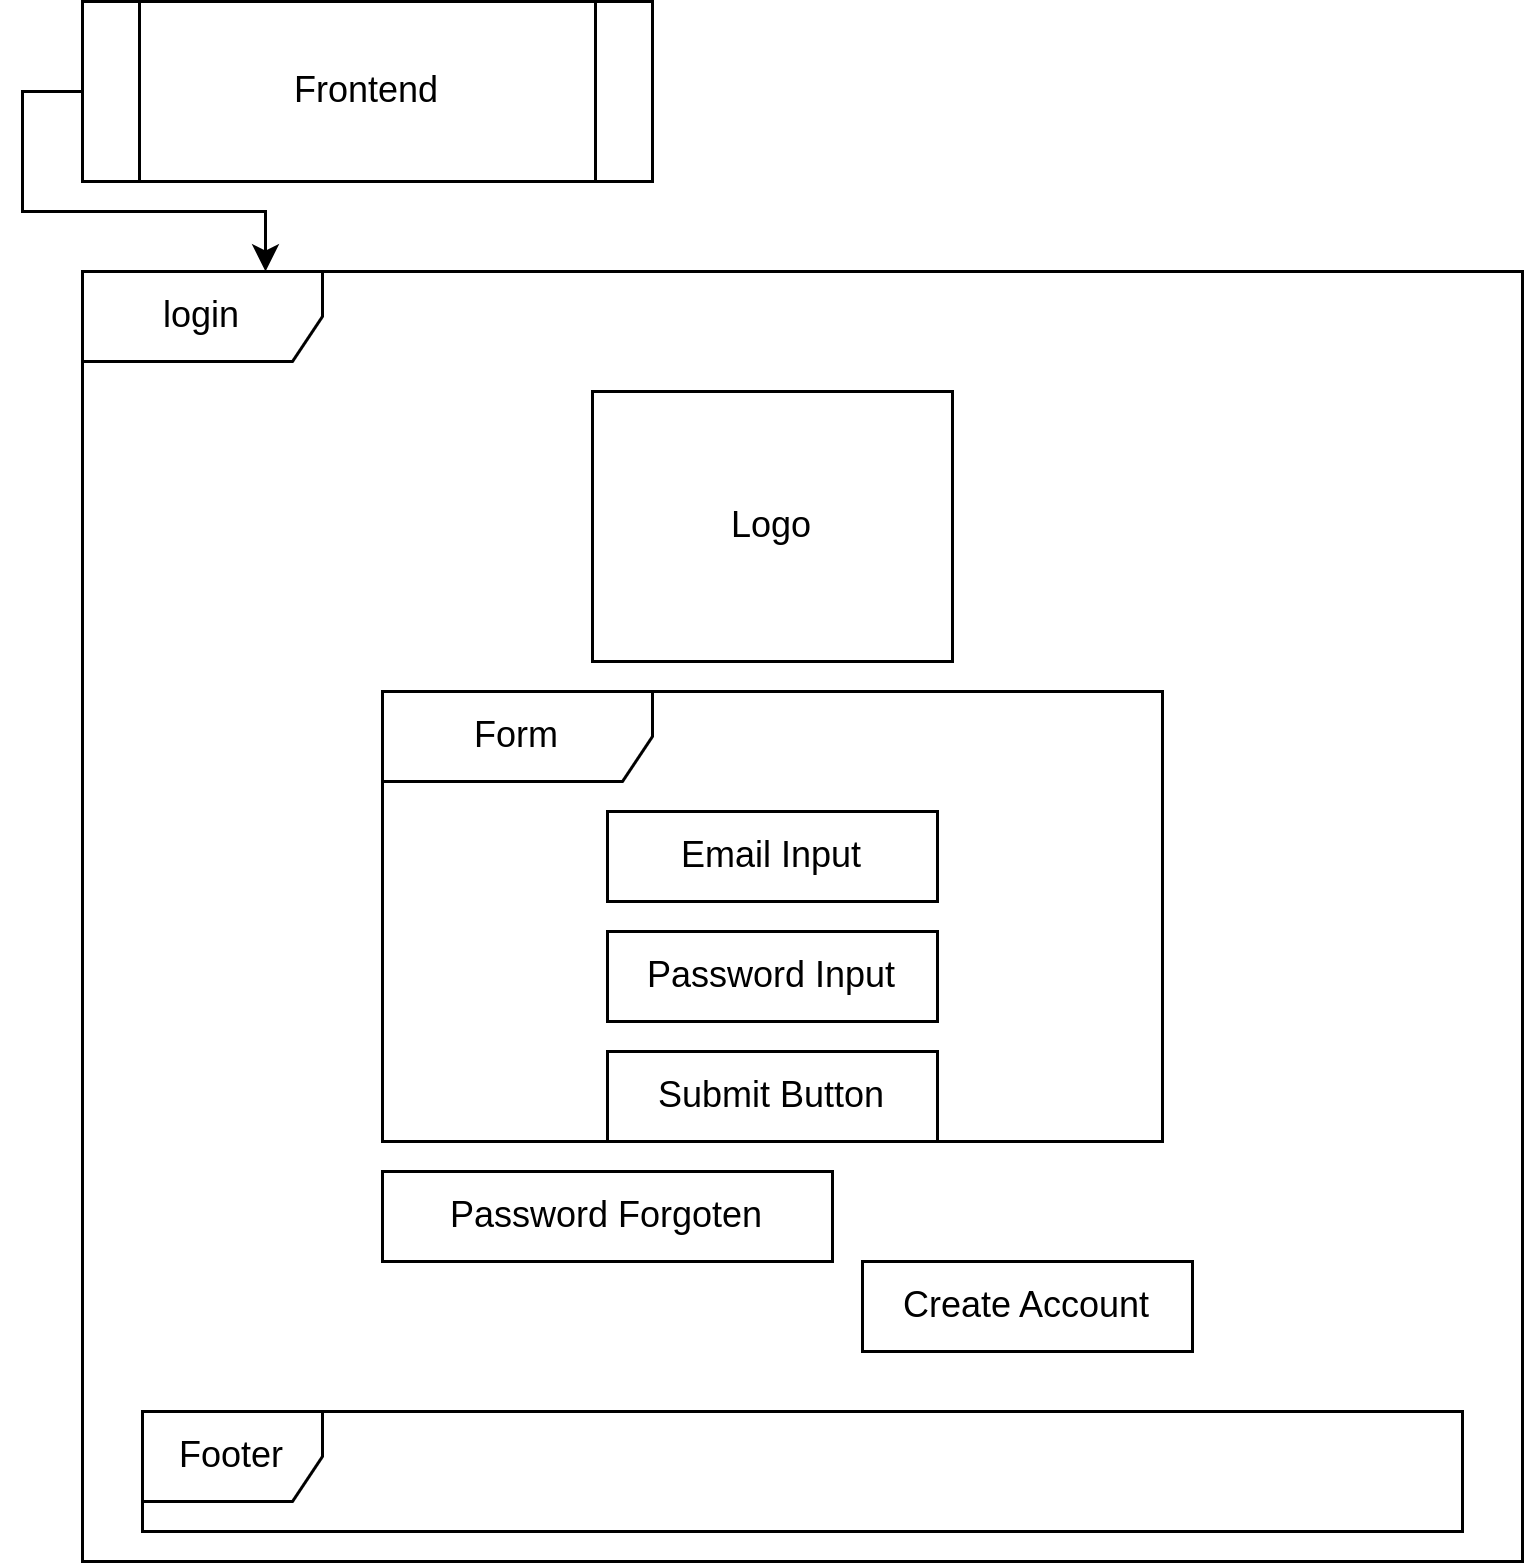 Frontend
login
Logo
Form
Email Input
Password Input
Submit Button
Password Forgoten
Create Account
Footer